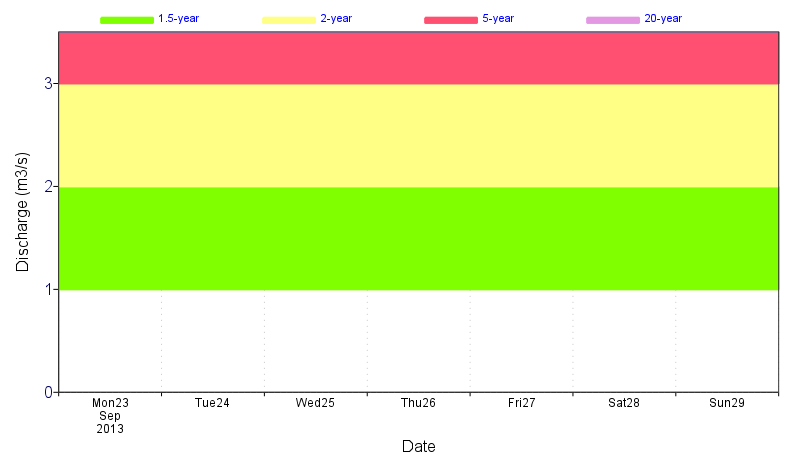 1.5-year 2-year 5-year 20-year
Discharge (m3/s)
3
2
1
0
Mon23 Tue24 Wed25 Thu26 Fri27 Sat28 Sun29
Sep
2013
Date